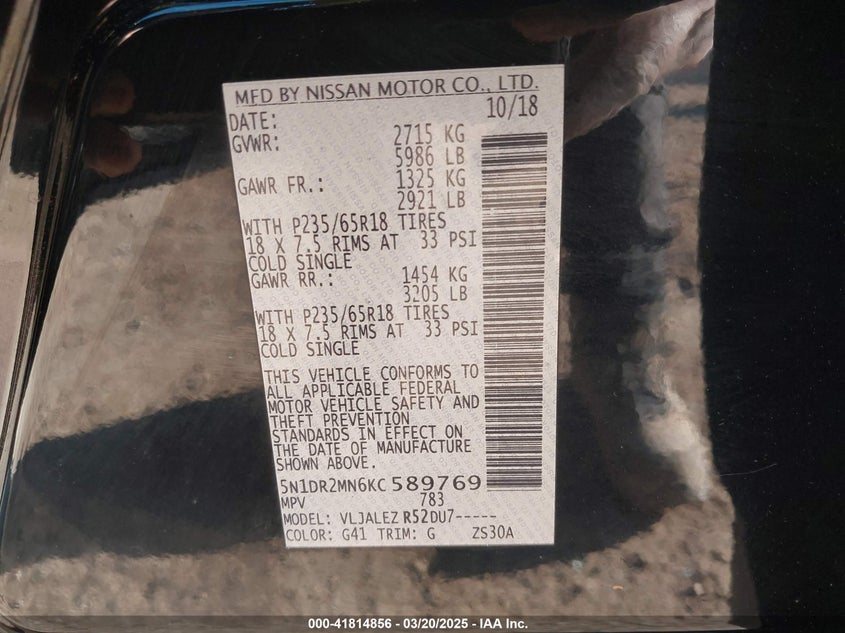 MFD BY NISSAN MOTOR CO., LTD.
DATE: 10/18
GVWR: 2715 KG
5986 LB
GAWR FR.: 1325 KG
2921 LB
WITH P235/65R18 TIRES
18 X 7.5 RIMS AT 33 PSI
COLD SINGLE
GAWR RR.: 1454 KG
3205 LB
WITH P235/65R18 TIRES
18 X 7.5 RIMS AT 33 PSI
COLD SINGLE
THIS VEHICLE CONFORMS TO
ALL APPLICABLE FEDERAL
MOTOR VEHICLE SAFETY AND
THEFT PREVENTION
STANDARDS IN EFFECT ON
THE DATE OF MANUFACTURE
SHOWN ABOVE.
5N1DR2MN6KC589769
MPV 783
MODEL: VLJALEZ R52DU7-----
COLOR: G41 TRIM: G ZS30A
000-41814856 — 03/20/2025 — IAA Inc.